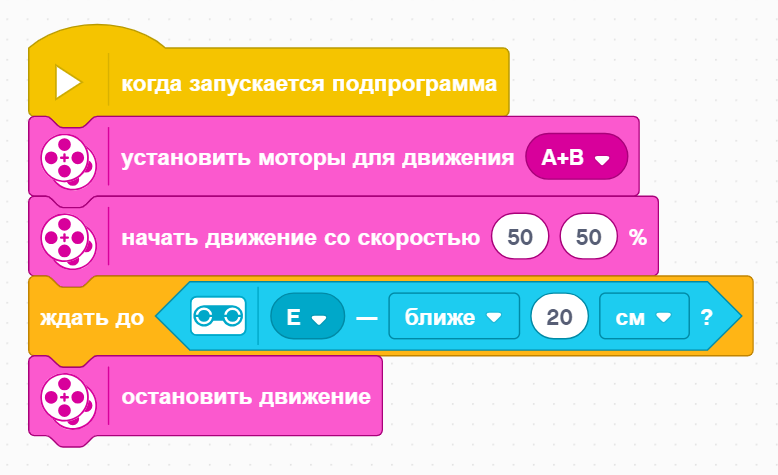 когда запускается подпрограмма
установить моторы для движения A+B
начать движение со скоростью 50 50 %
ждать до E — ближе 20 см ?
остановить движение